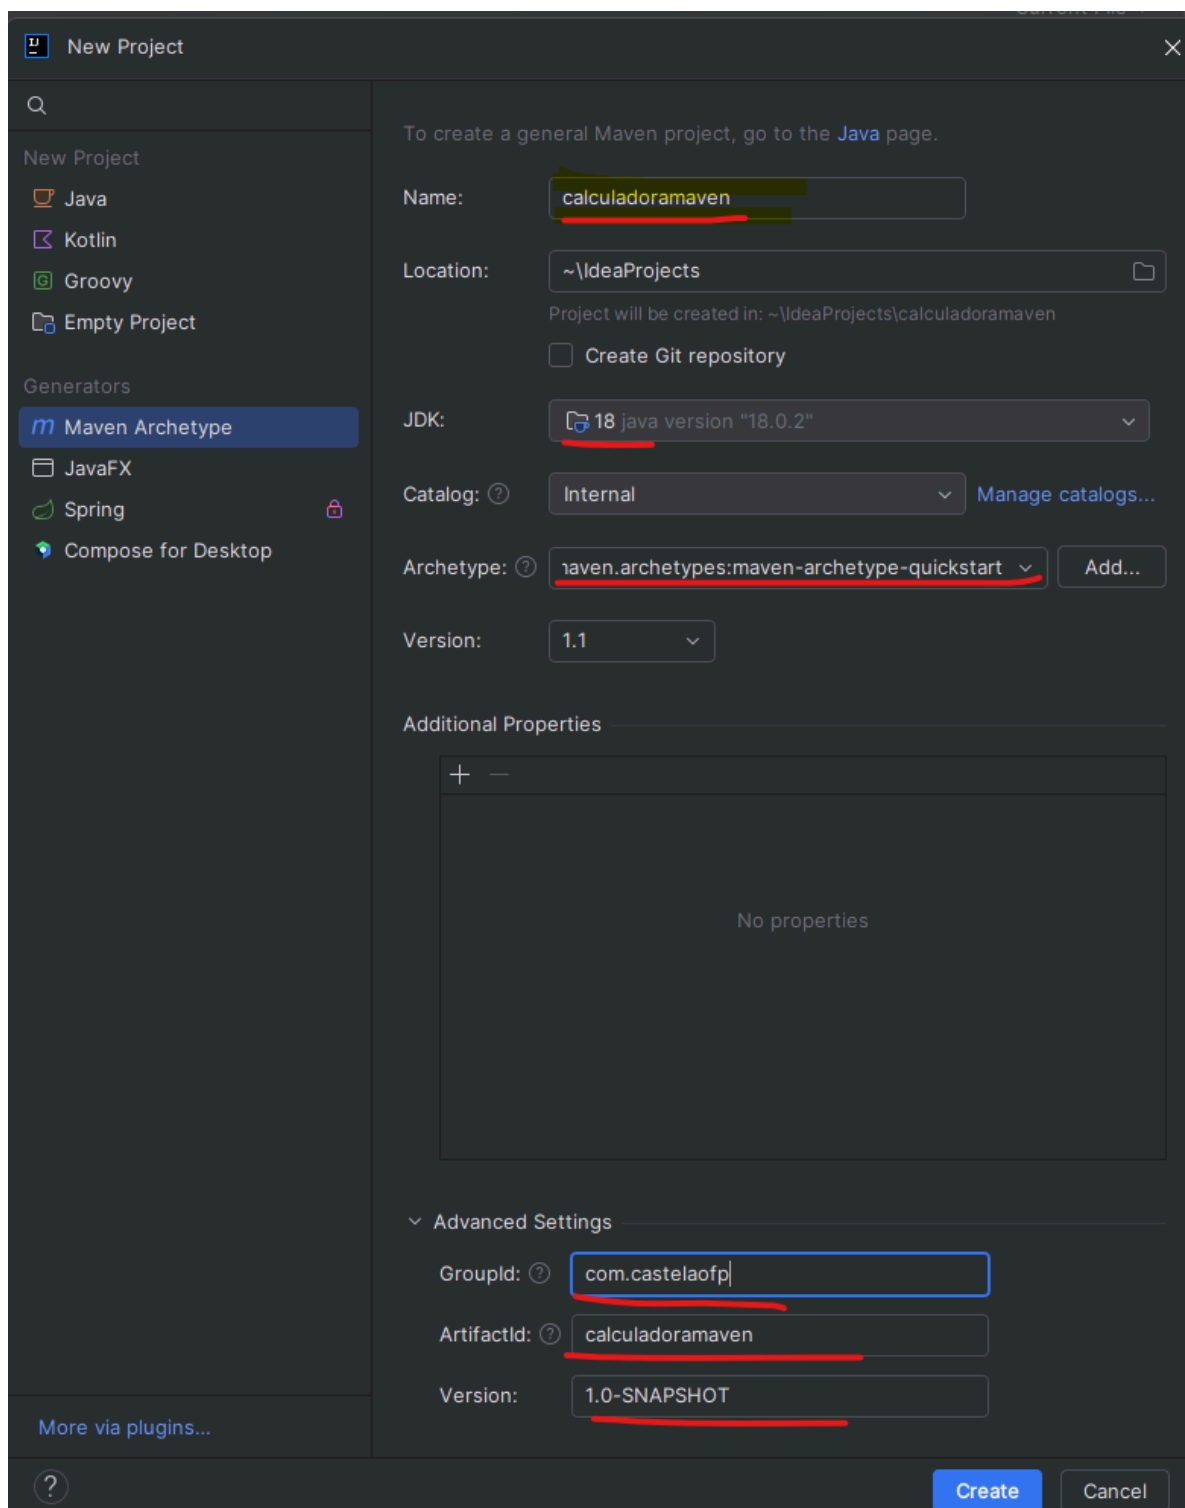 New Project
New Project
Java
Kotlin
Groovy
Empty Project
Generators
Maven Archetype
JavaFX
Spring
Compose for Desktop
More via plugins...
To create a general Maven project, go to the Java page.
Name: calculadoramaven
Location: ~\IdeaProjects
Project will be created in: ~\IdeaProjects\calculadoramaven
Create Git repository
JDK: 18 java version "18.0.2"
Catalog: ? Internal Manage catalogs...
Archetype: ? naven.archetypes:maven-archetype-quickstart Add...
Version: 1.1
Additional Properties
No properties
Advanced Settings
GroupId: ? com.castelaofp
ArtifactId: ? calculadoramaven
Version: 1.0-SNAPSHOT
? Create Cancel